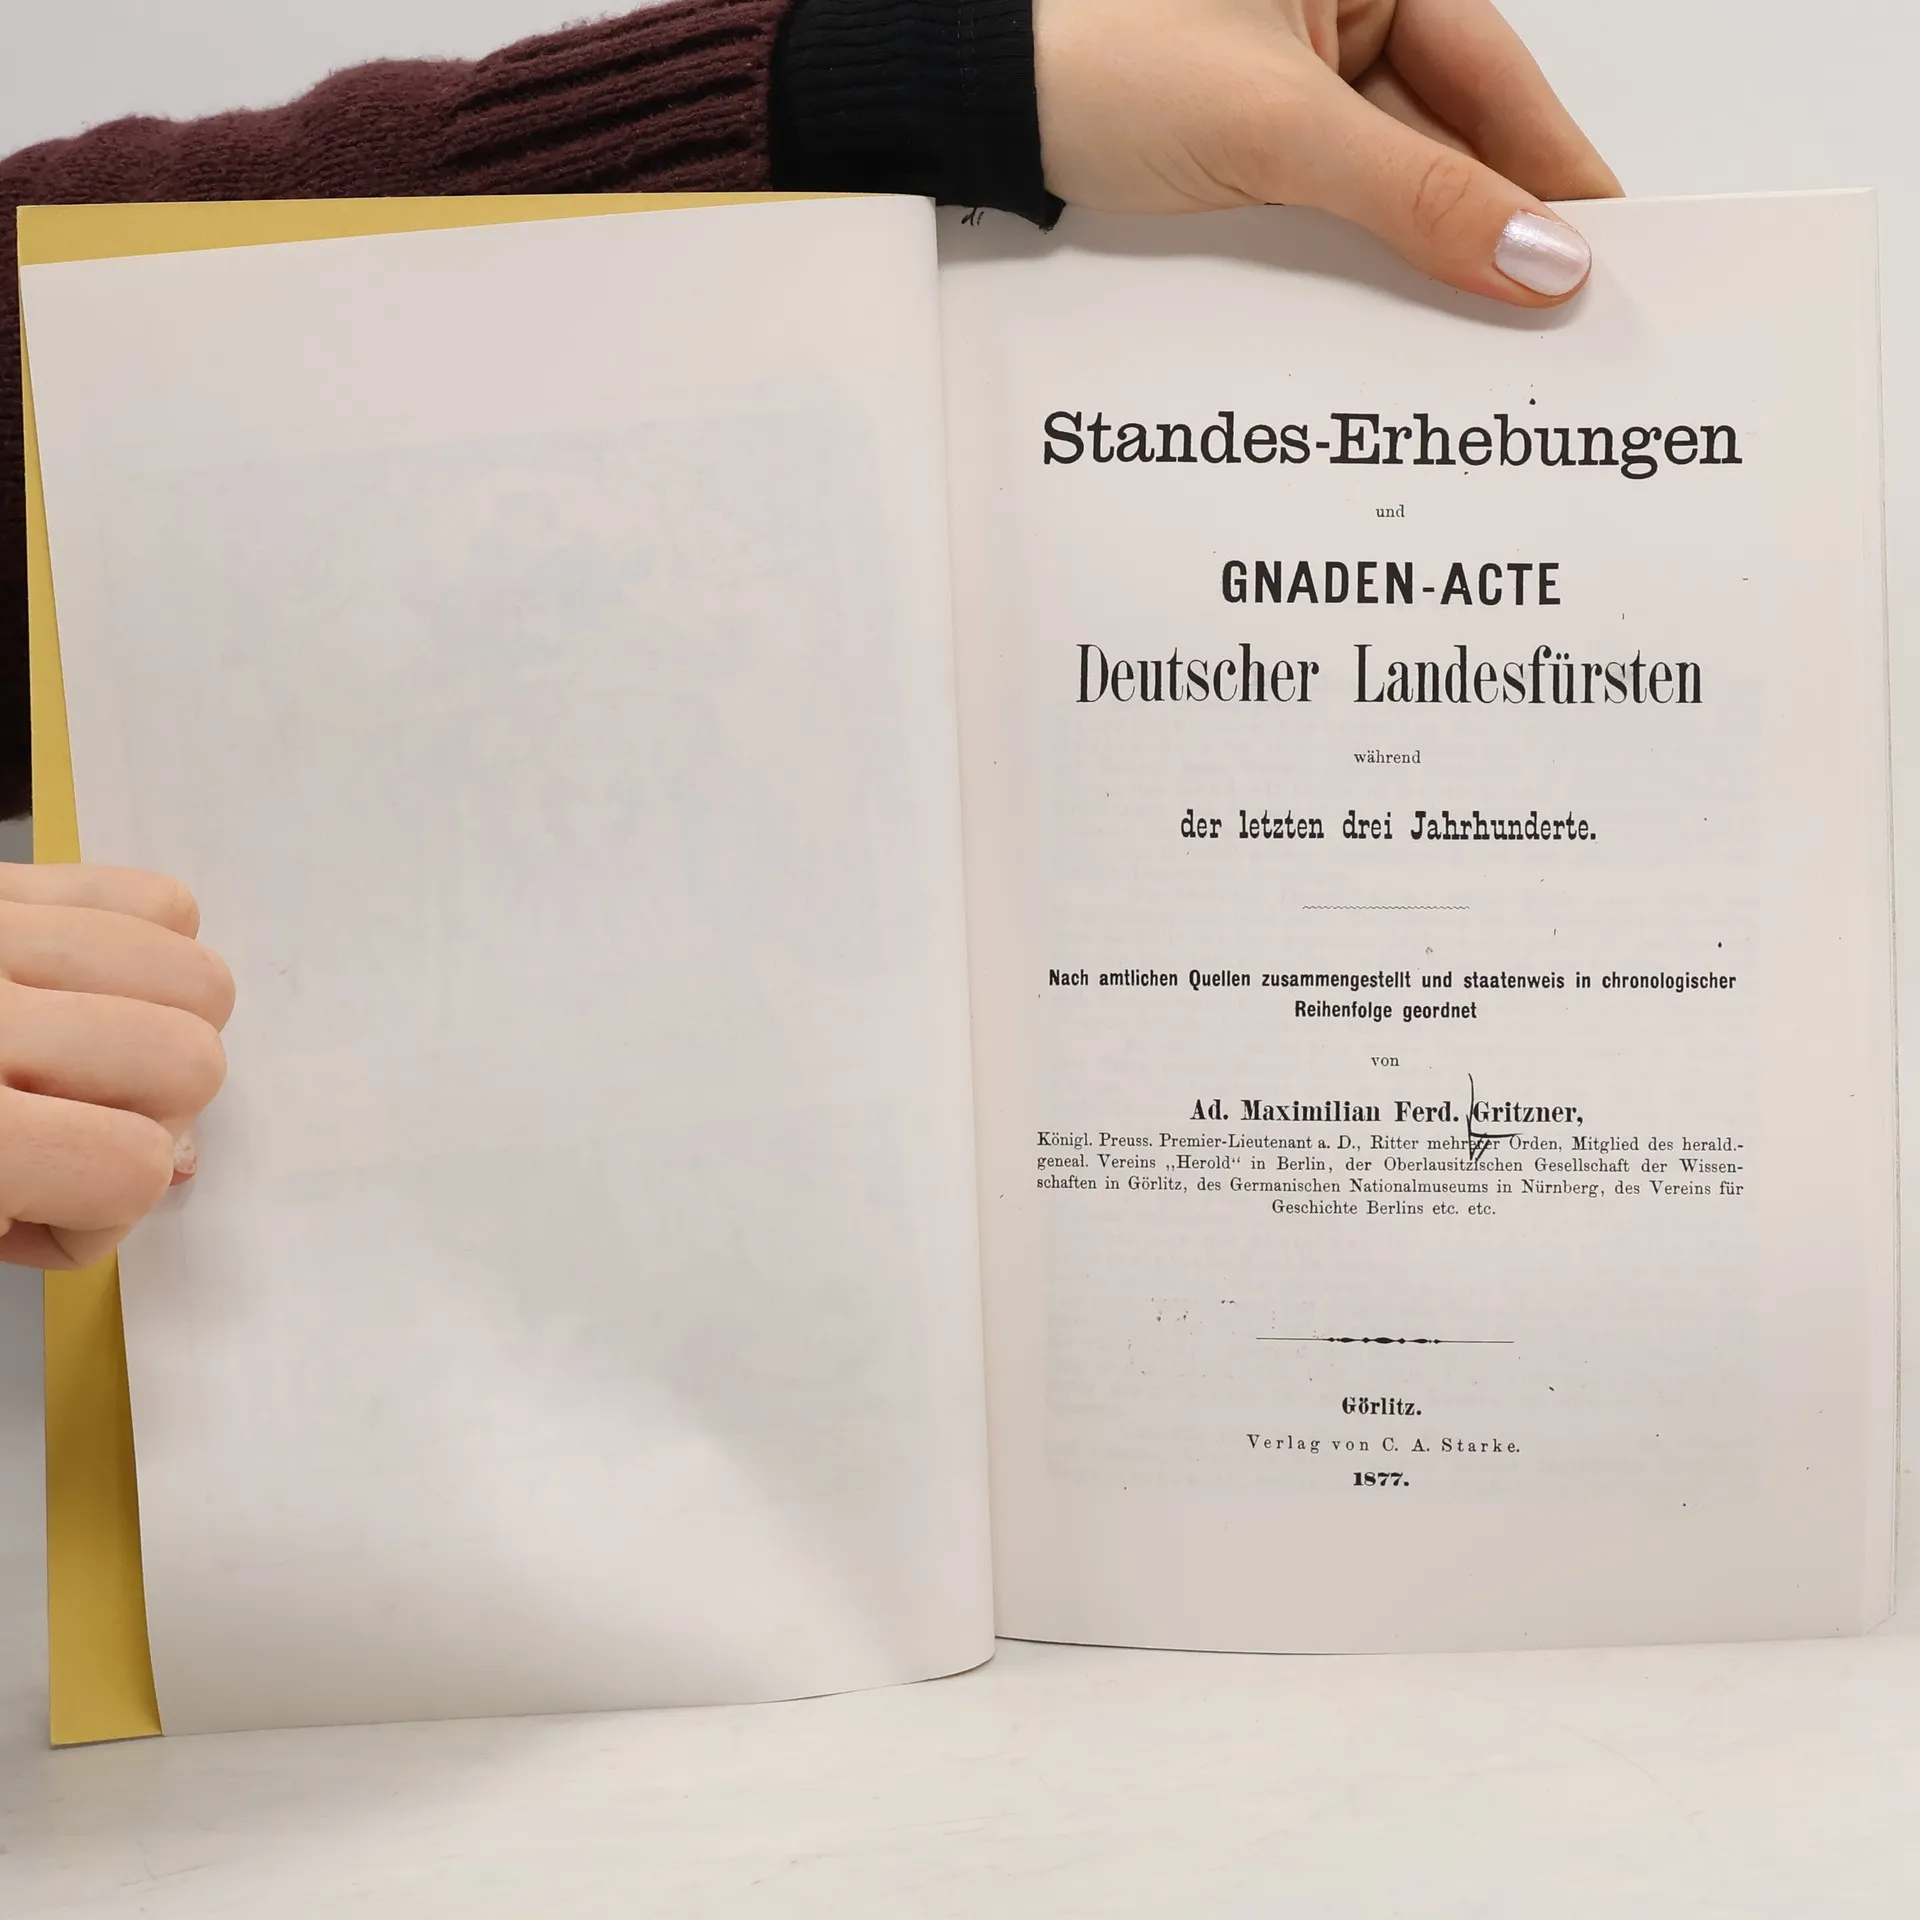 di
Standes-Erhebungen
und
GNADEN-ACTE
Deutscher Landesfürsten
während
der letzten drei Jahrhunderte.
Nach amtlichen Quellen zusammengestellt und staatenweis in chronologischer
Reihenfolge geordnet
von
Ad. Maximilian Ferd. Gritzner,
Königl. Preuss. Premier-Lieutenant a. D., Ritter mehrerer Orden, Mitglied des herald.-
geneal. Vereins „Herold“ in Berlin, der Oberlausitzischen Gesellschaft der Wissen-
schaften in Görlitz, des Germanischen Nationalmuseums in Nürnberg, des Vereins für
Geschichte Berlins etc. etc.
Görlitz.
Verlag von C. A. Starke.
1877.